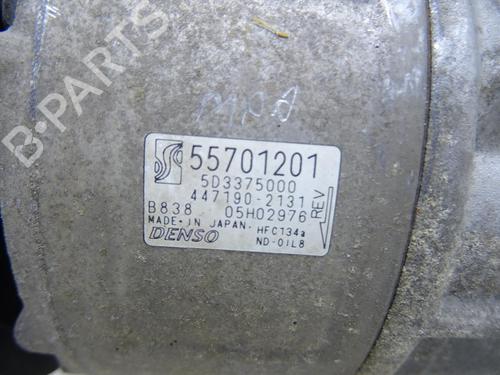 B-PARTS
55701201
5D3375000
447190-2131
B838 05H02976 REV
MADE·IN JAPAN· HFC134a
DENSO ND-OIL8